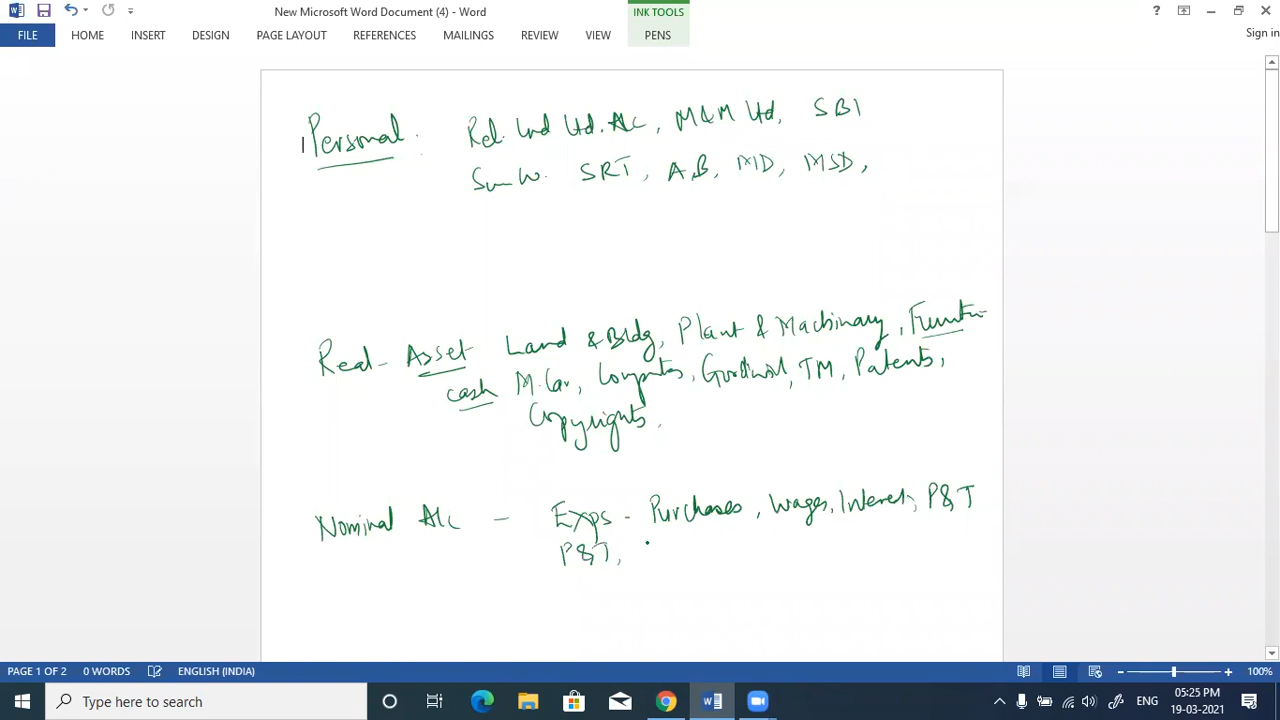 New Microsoft Word Document (4) - Word
INK TOOLS
FILE HOME INSERT DESIGN PAGE LAYOUT REFERENCES MAILINGS REVIEW VIEW PENS
Sign in
Personal: Rel. Ind Ltd. A/c, M&M Ltd, SBI
SRT, A,B, MD, MSD,
Real - Asset Land & Bldg, Plant & Machinary,
cash M.Car, Computers, Goodwill, TM, Patents,
Copyrights.
Nominal A/c - Exps - Purchases, Wages, Interest, P&T
P&T,
PAGE 1 OF 2 0 WORDS ENGLISH (INDIA) 100%
Type here to search
ENG
05:25 PM
19-03-2021